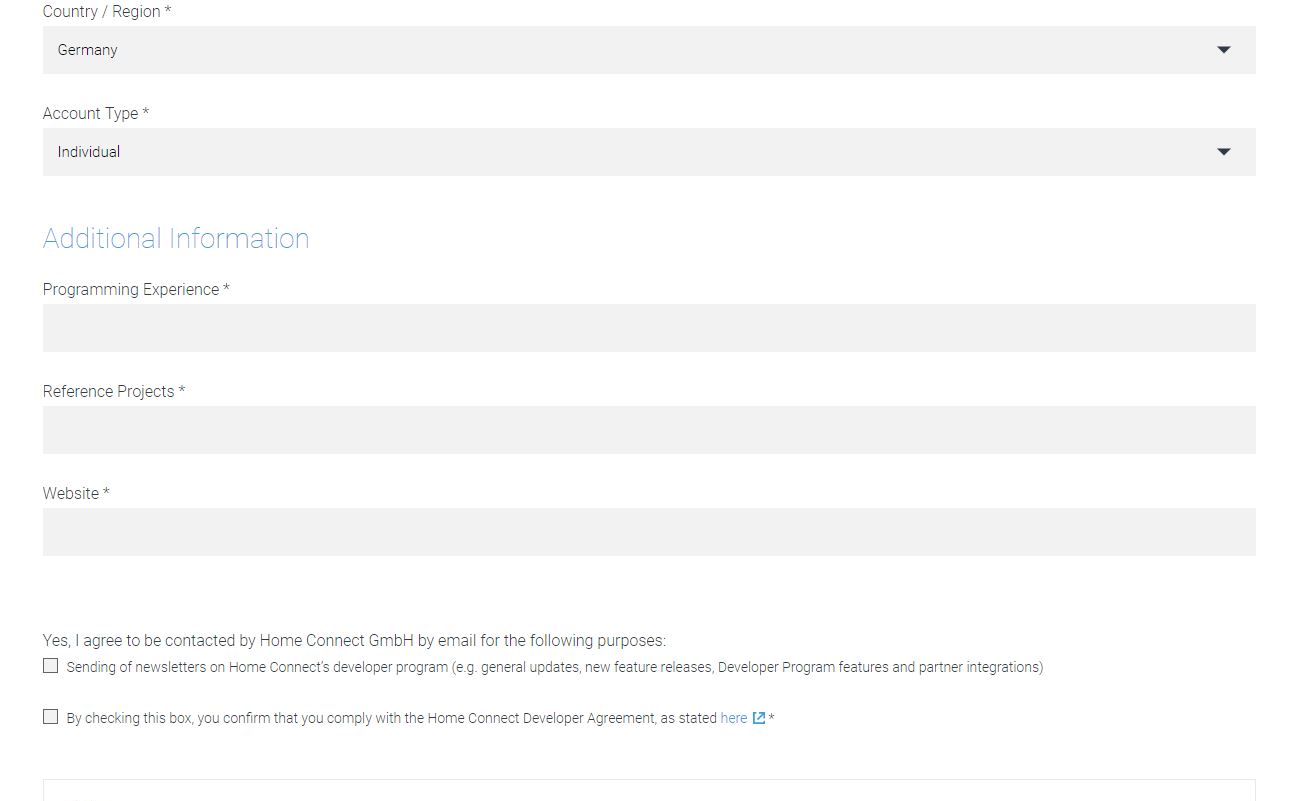 Country / Region *
Germany
Account Type *
Individual
Additional Information
Programming Experience *
Reference Projects *
Website *
Yes, I agree to be contacted by Home Connect GmbH by email for the following purposes:
Sending of newsletters on Home Connect's developer program (e.g. general updates, new feature releases, Developer Program features and partner integrations)
By checking this box, you confirm that you comply with the Home Connect Developer Agreement, as stated here *